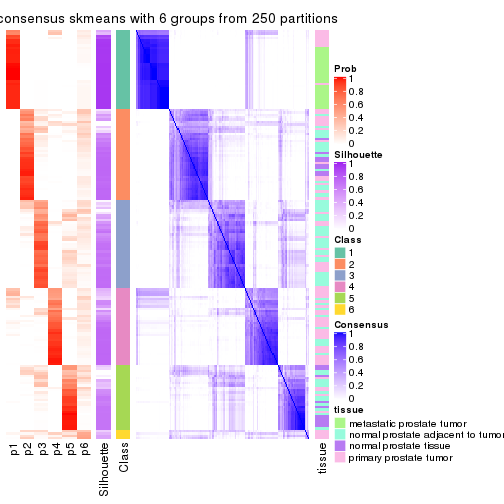 consensus skmeans with 6 groups from 250 partitions
Prob
1
0.8
0.6
0.4
0.2
0
Silhouette
1
0.8
0.6
0.4
0.2
0
Class
1
2
3
4
5
6
Consensus
1
0.8
0.6
0.4
0.2
0
tissue
metastatic prostate tumor
normal prostate adjacent to tumor
normal prostate tissue
primary prostate tumor
p1
p2
p3
p4
p5
p6
Silhouette
Class
tissue